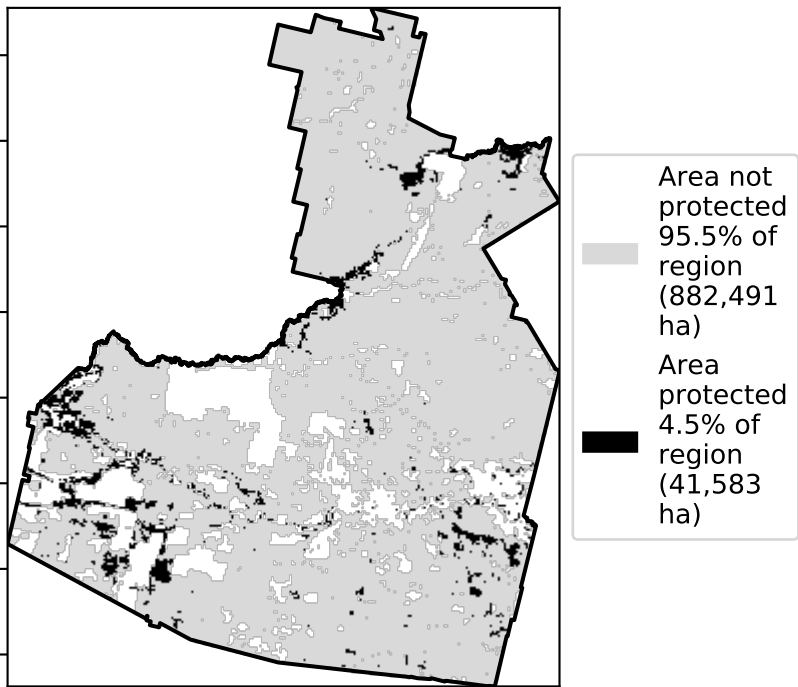 Area not
protected
95.5% of
region
(882,491
ha)
Area
protected
4.5% of
region
(41,583
ha)